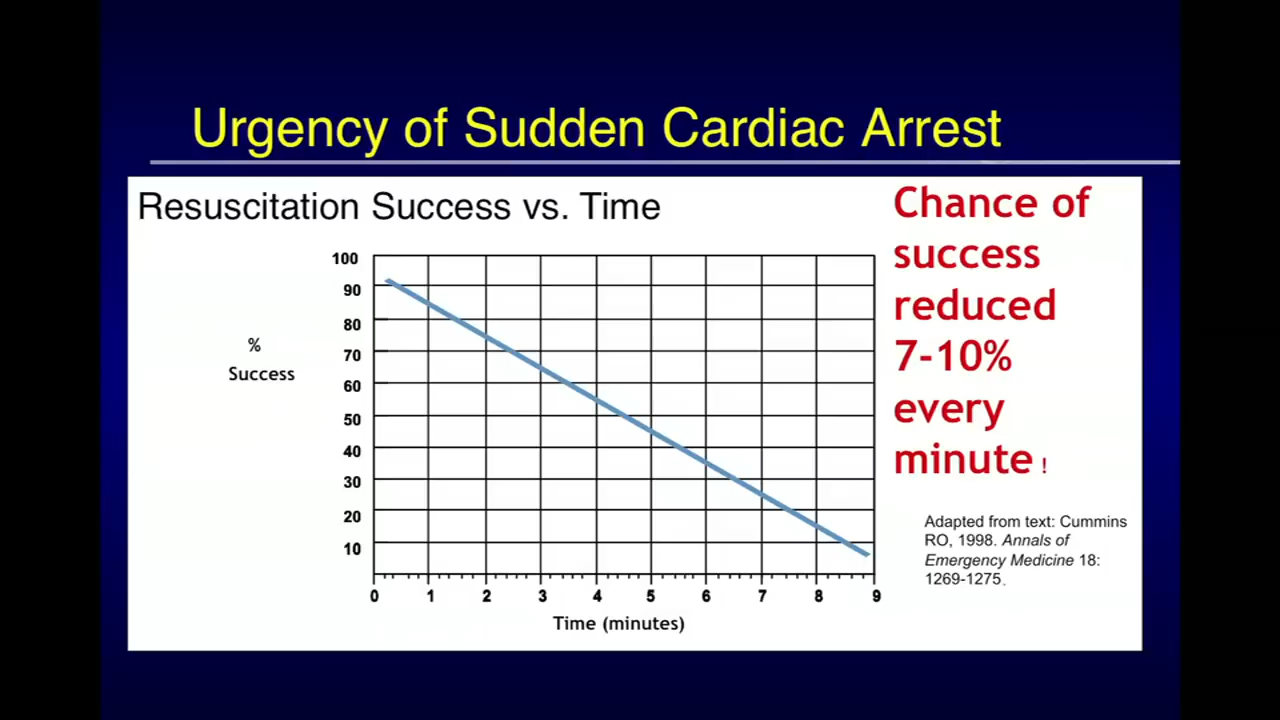 Urgency of Sudden Cardiac Arrest
Resuscitation Success vs. Time
Chance of
success
reduced
7-10%
every
minute !
%
Success
100
90
80
70
60
50
40
30
20
10
0 1 2 3 4 5 6 7 8 9
Time (minutes)
Adapted from text: Cummins
RO, 1998. Annals of
Emergency Medicine 18:
1269-1275.